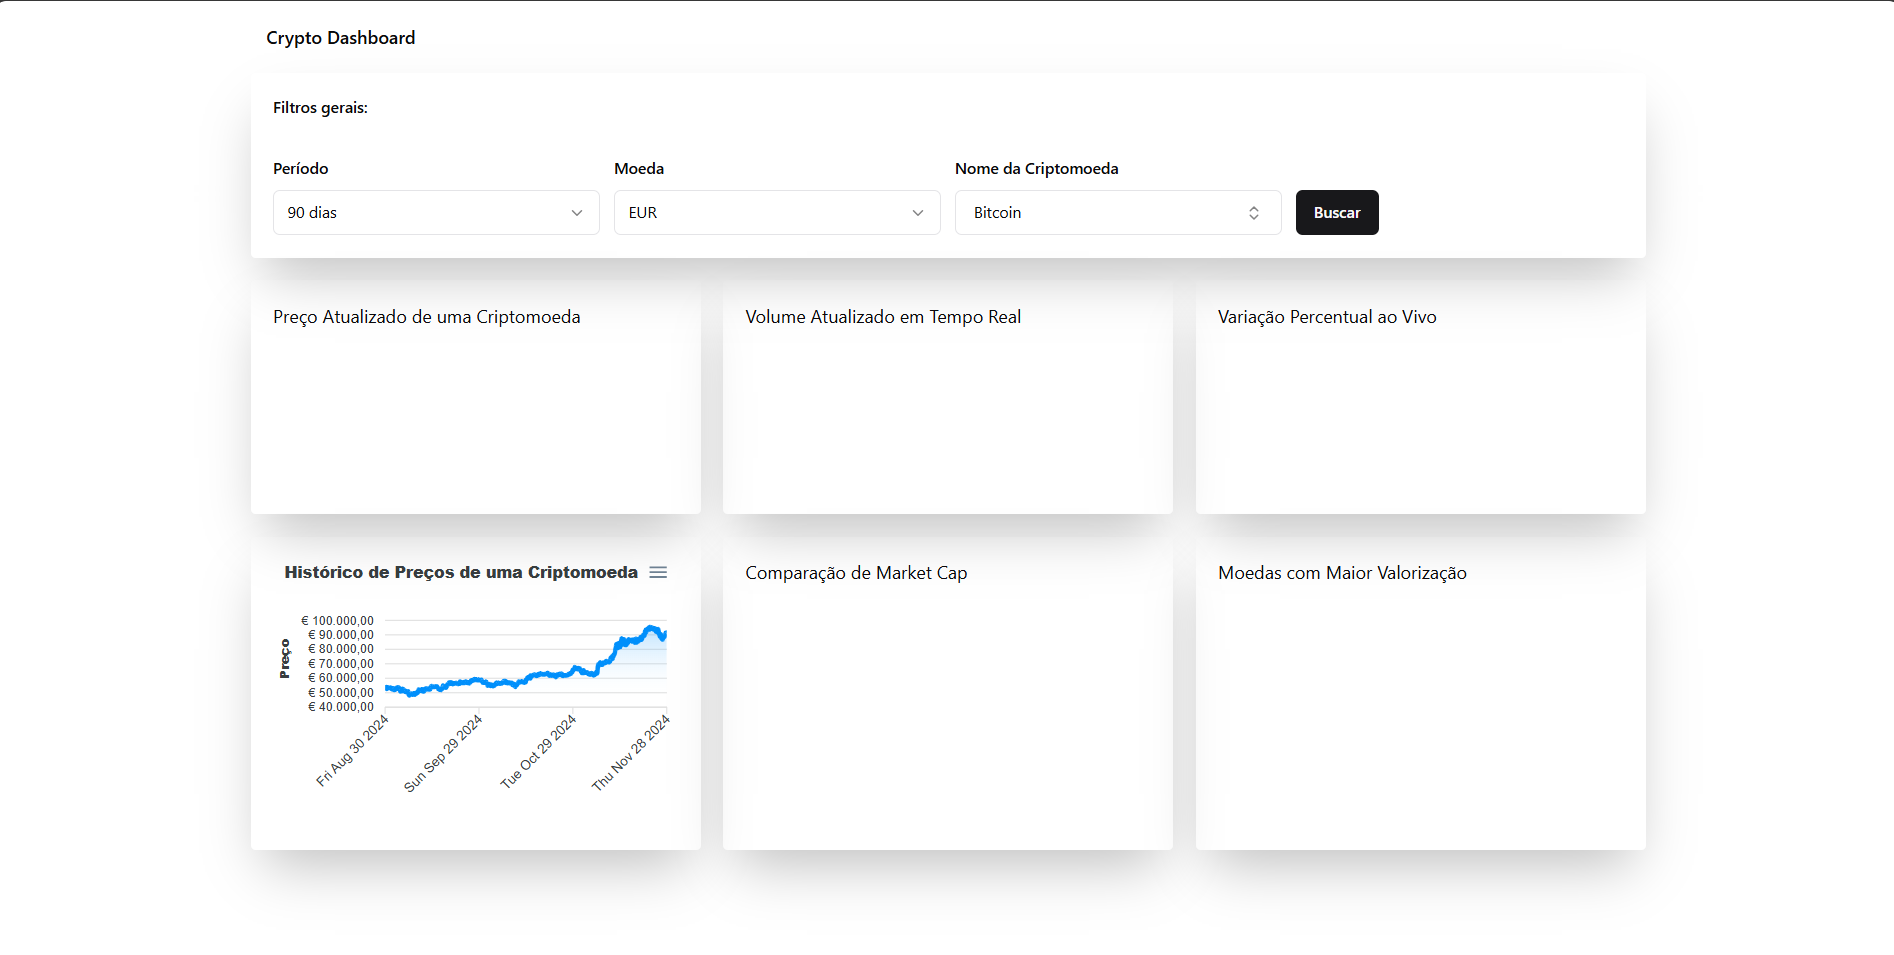 Crypto Dashboard
Filtros gerais:
Período
Moeda
Nome da Criptomoeda
90 dias
EUR
Bitcoin
Buscar
Preço Atualizado de uma Criptomoeda
Volume Atualizado em Tempo Real
Variação Percentual ao Vivo
Histórico de Preços de uma Criptomoeda
Preço
€ 100.000,00
€ 90.000,00
€ 80.000,00
€ 70.000,00
€ 60.000,00
€ 50.000,00
€ 40.000,00
Fri Aug 30 2024
Sun Sep 29 2024
Tue Oct 29 2024
Thu Nov 28 2024
Comparação de Market Cap
Moedas com Maior Valorização